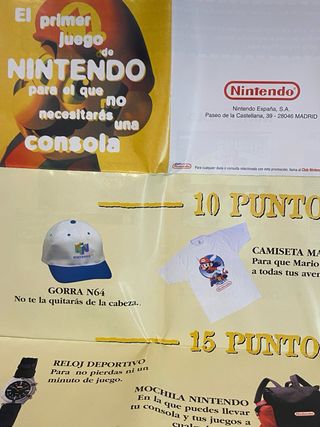 El primer
juego
de
NINTENDO
para el que
no
necesitarás
una
consola
Nintendo
Nintendo España, S.A.
Paseo de la Castellana, 39 - 28046 MADRID
Nintendo
Para cualquier duda o consulta relacionada con esta promoción, llama al Club Nintendo
10 PUNTO
GORRA N64
No te la quitarás de la cabeza.
CAMISETA MA
Para que Mario
a todas tus aven
15 PUNTO
RELOJ DEPORTIVO
Para no pierdas ni un
minuto de juego.
MOCHILA NINTENDO
En la que puedes llevar
tu consola y tus juegos a
Nintendo